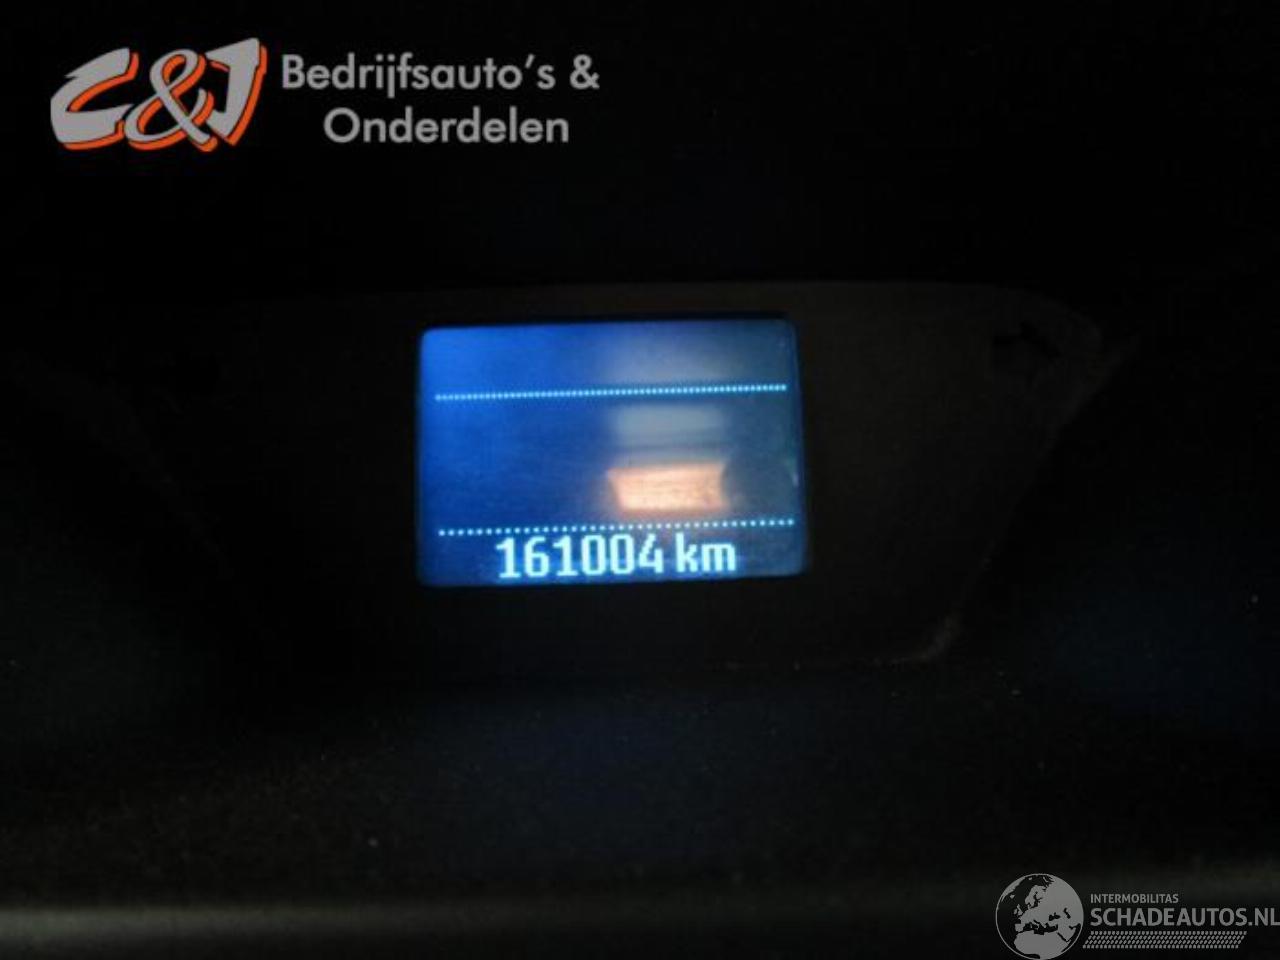 C&J Bedrijfsauto's &
Onderdelen
161004 km
INTERMOBILITAS
SCHADEAUTOS.NL